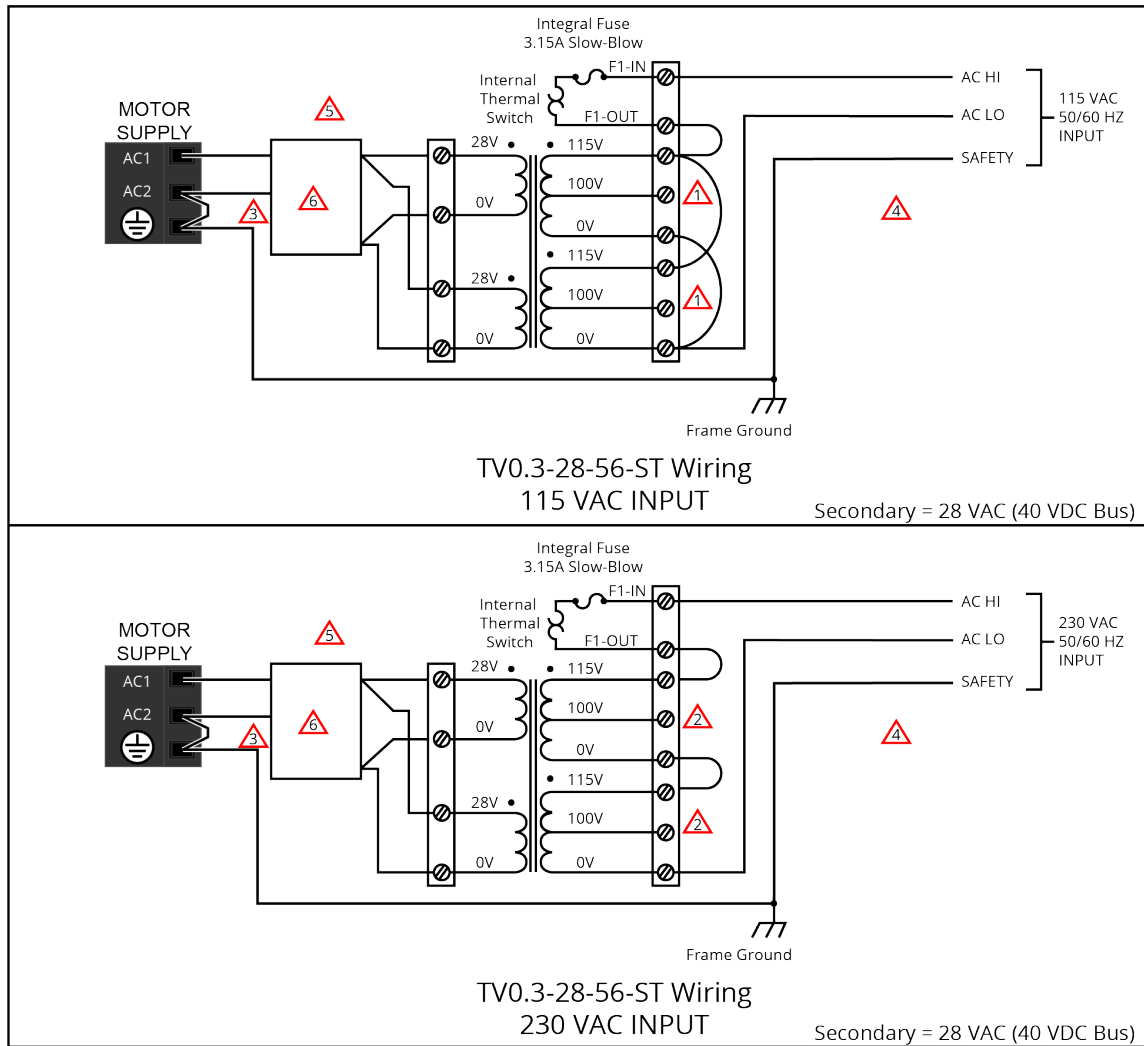 Integral Fuse
3.15A Slow-Blow
F1-IN
Internal
Thermal
Switch
F1-OUT
AC HI
AC LO
SAFETY
115 VAC
50/60 HZ
INPUT
MOTOR
SUPPLY
AC1
AC2
5
6
3
28V
0V
28V
0V
115V
100V
0V
115V
100V
0V
1
1
4
Frame Ground
TV0.3-28-56-ST Wiring
115 VAC INPUT
Secondary = 28 VAC (40 VDC Bus)
Integral Fuse
3.15A Slow-Blow
F1-IN
Internal
Thermal
Switch
F1-OUT
AC HI
AC LO
SAFETY
230 VAC
50/60 HZ
INPUT
MOTOR
SUPPLY
AC1
AC2
5
6
3
28V
0V
28V
0V
115V
100V
0V
115V
100V
0V
2
2
4
Frame Ground
TV0.3-28-56-ST Wiring
230 VAC INPUT
Secondary = 28 VAC (40 VDC Bus)